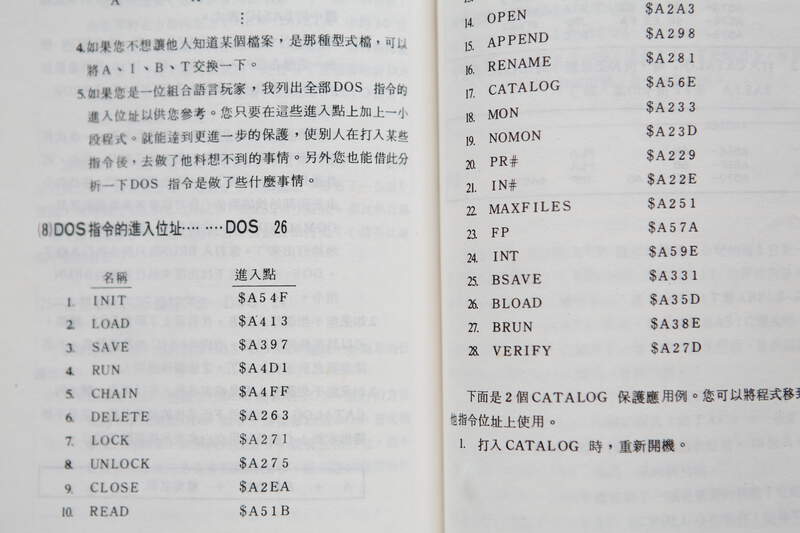 4.如果您不想讓他人知道某個檔案，是那種型式檔，可以
將A、I、B、T交換一下。
5.如果您是一位組合語言玩家，我列出全部DOS 指令的
進入位址以供您參考。您只要在這些進入點上加上一小
段程式。就能達到更進一步的保護，使別人在打入某些
指令後，去做了他料想不到的事情。另外您也能借此分
析一下DOS 指令是做了些什麼事情。
⑻DOS指令的進入位址⋯⋯⋯DOS 26
名稱 進入點
1. INIT $A54F
2. LOAD $A413
3. SAVE $A397
4. RUN $A4D1
5. CHAIN $A4FF
6. DELETE $A263
7. LOCK $A271
8. UNLOCK $A275
9. CLOSE $A2EA
10. READ $A51B
14. OPEN $A2A3
15. APPEND $A298
16. RENAME $A281
17. CATALOG $A56E
18. MON $A233
19. NOMON $A23D
20. PR# $A229
21. IN# $A22E
22. MAXFILES $A251
23. FP $A57A
24. INT $A59E
25. BSAVE $A331
26. BLOAD $A35D
27. BRUN $A38E
28. VERIFY $A27D
下面是2個CATALOG 保護應用例。您可以將程式移到
他指令位址上使用。
1. 打入CATALOG 時，重新開機。